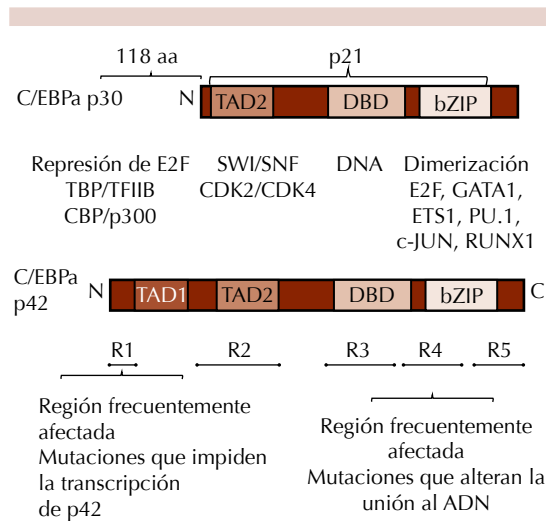 118 aa
p21
C/EBPa p30
N
TAD2
DBD
bZIP
Represión de E2F
TBP/TFIIB
CBP/p300
SWI/SNF
CDK2/CDK4
DNA
Dimerización
E2F, GATA1,
ETS1, PU.1,
c-JUN, RUNX1
C/EBPa
p42
N
TAD1
TAD2
DBD
bZIP
C
R1
R2
R3
R4
R5
Región frecuentemente
afectada
Mutaciones que impiden
la transcripción
de p42
Región frecuentemente
afectada
Mutaciones que alteran la
unión al ADN